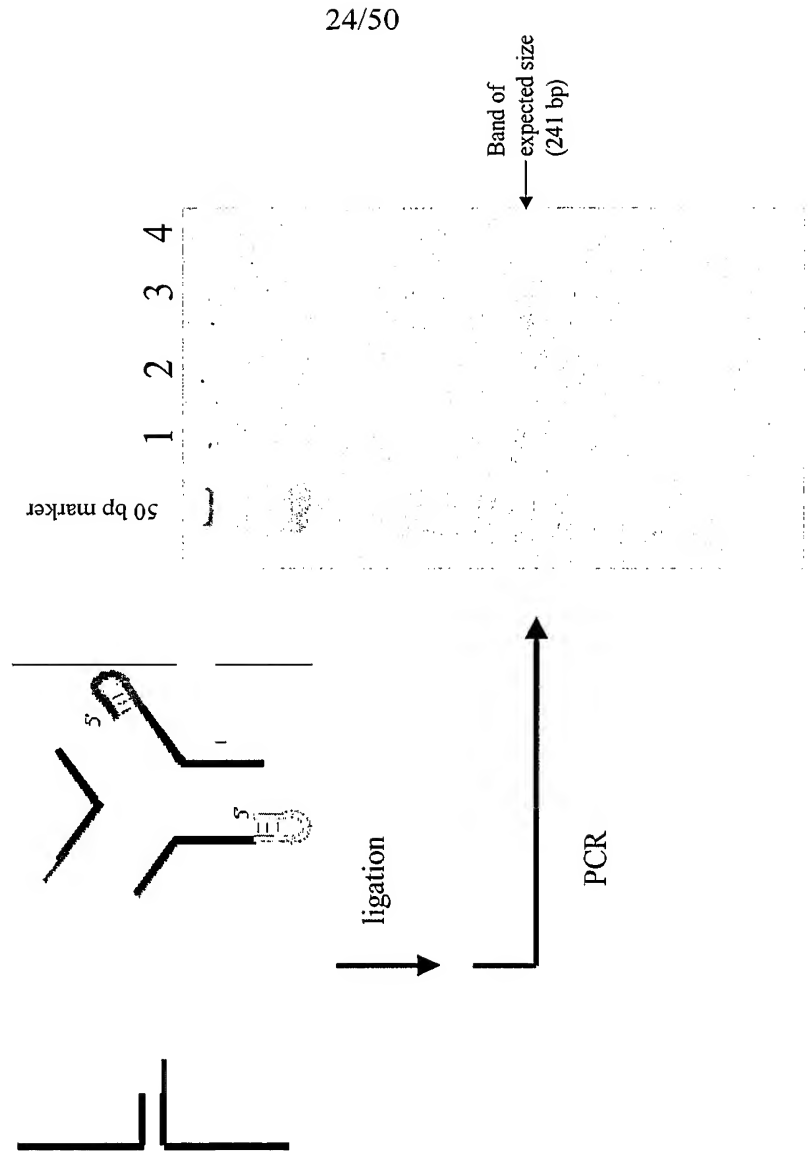 24/50
Band of
expected size
(241 bp)
1 2 3 4
50 bp marker
5'
5'
ligation
PCR